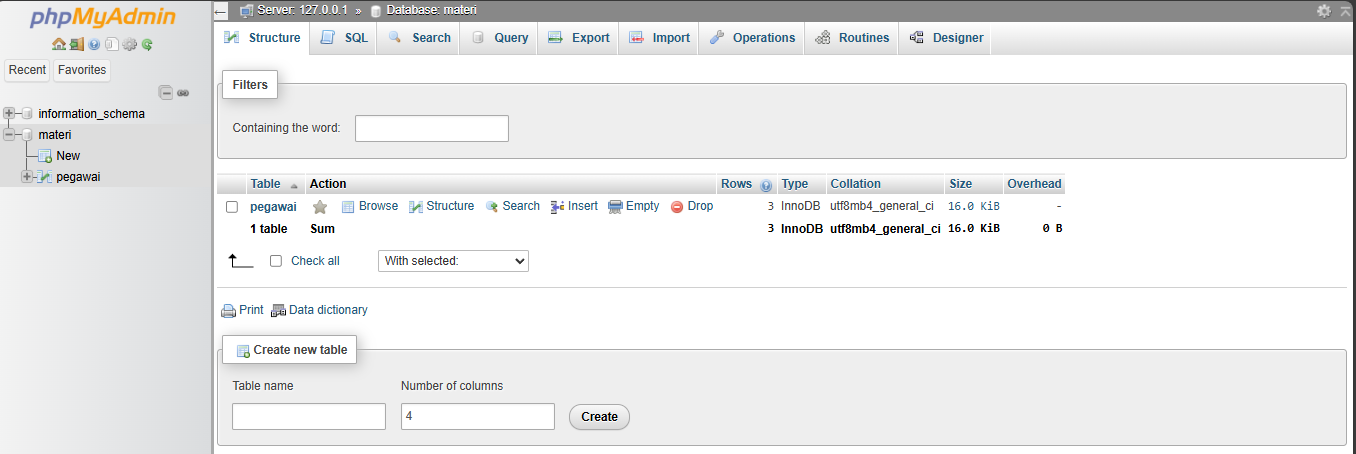 phpMyAdmin
Recent Favorites
information_schema
materi
New
pegawai
Server: 127.0.0.1 » Database: materi
Structure SQL Search Query Export Import Operations Routines Designer
Filters
Containing the word:
Table Action Rows Type Collation Size Overhead
pegawai Browse Structure Search Insert Empty Drop 3 InnoDB utf8mb4_general_ci 16.0 KiB -
1 table Sum 3 InnoDB utf8mb4_general_ci 16.0 KiB 0 B
Check all With selected:
Print Data dictionary
Create new table
Table name Number of columns
4 Create